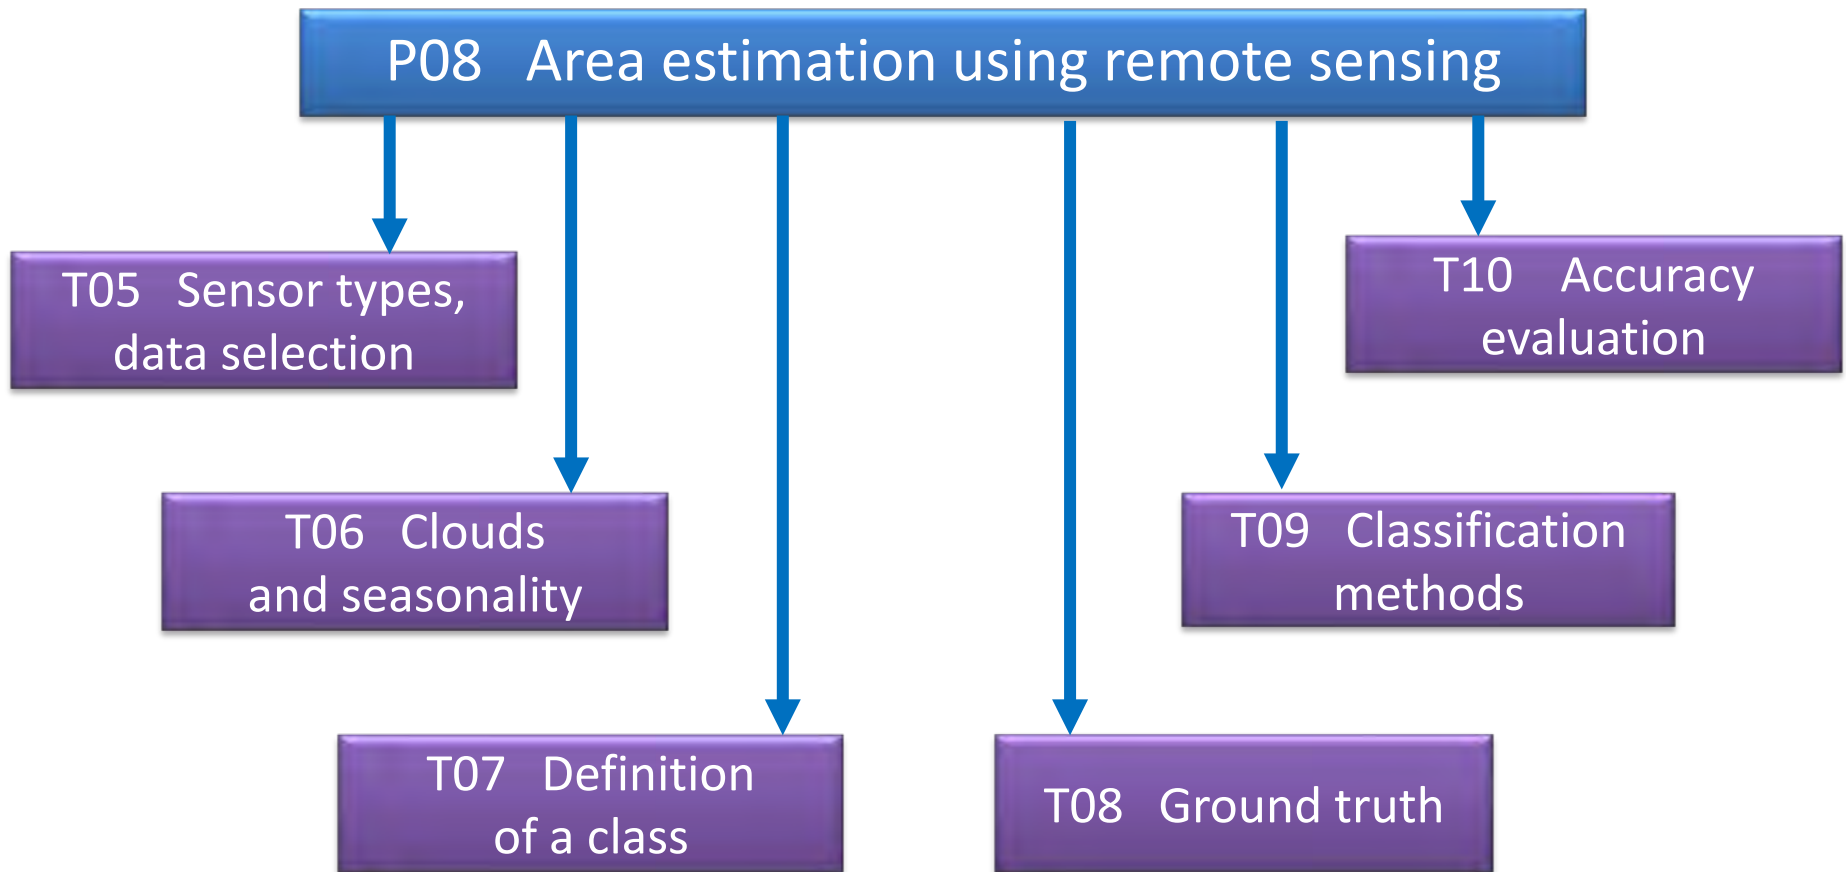 P08 Area estimation using remote sensing
T05 Sensor types,
data selection
T10 Accuracy
evaluation
T06 Clouds
and seasonality
T09 Classification
methods
T07 Definition
of a class
T08 Ground truth